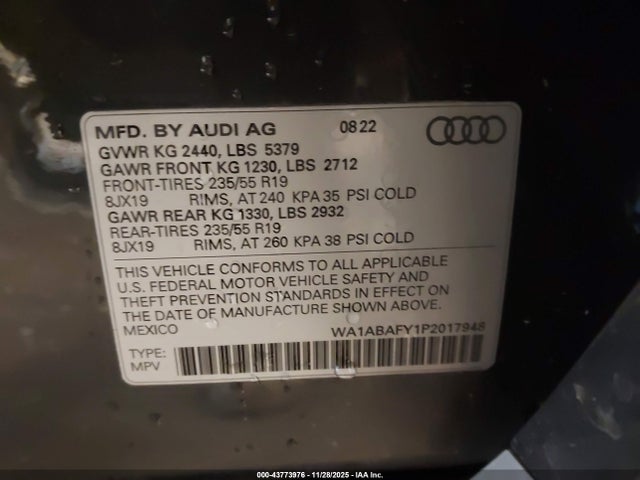 MFD. BY AUDI AG 08 22
GVWR KG 2440, LBS 5379
GAWR FRONT KG 1230, LBS 2712
FRONT-TIRES 235/55 R19
8JX19 RIMS, AT 240 KPA 35 PSI COLD
GAWR REAR KG 1330, LBS 2932
REAR-TIRES 235/55 R19
8JX19 RIMS, AT 260 KPA 38 PSI COLD
THIS VEHICLE CONFORMS TO ALL APPLICABLE
U.S. FEDERAL MOTOR VEHICLE SAFETY AND
THEFT PREVENTION STANDARDS IN EFFECT ON
THE DATE OF MANUFACTURE SHOWN ABOVE.
MEXICO WA1ABAFY1P2017948
TYPE:
MPV
000-43773976 - 11/28/2025 - IAA Inc.